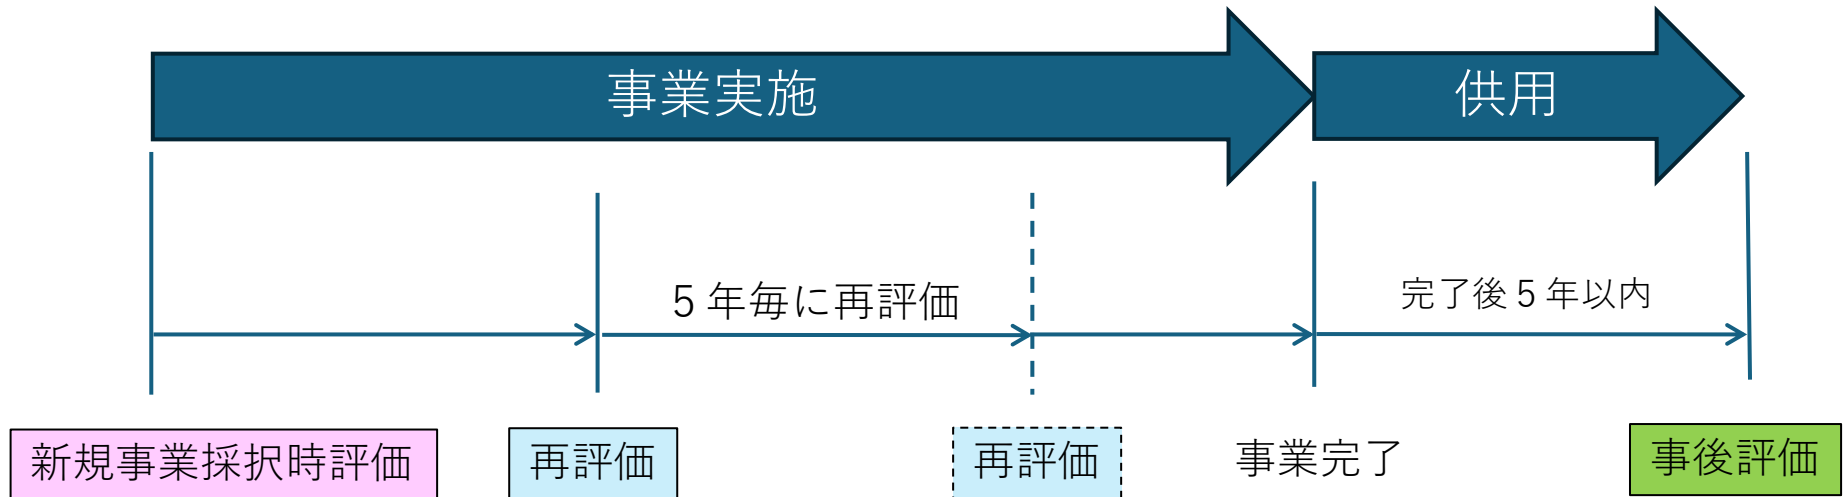 事業実施
供用
5年毎に再評価
完了後5年以内
新規事業採択時評価
再評価
再評価
事業完了
事後評価